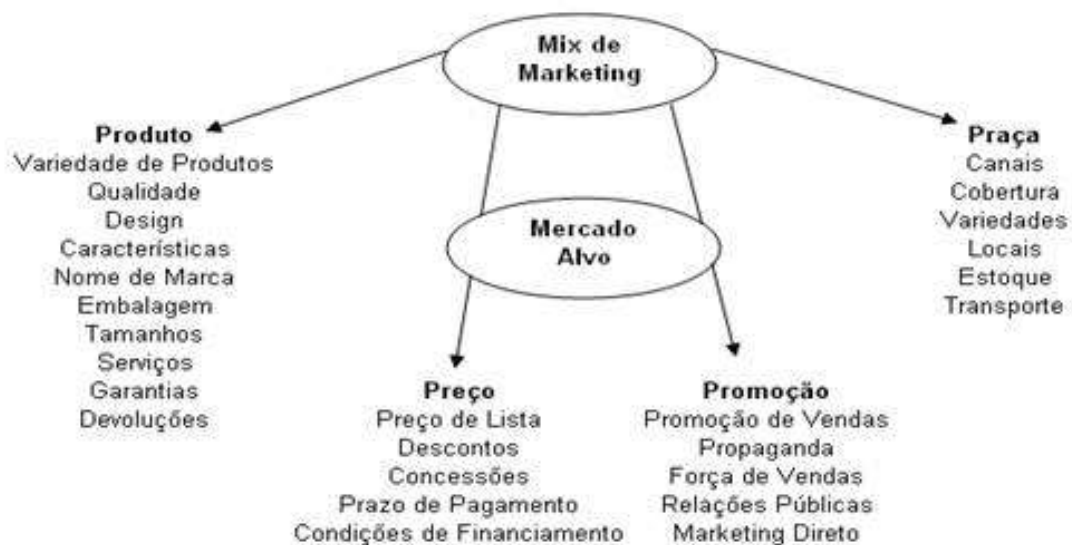 Mix de
Marketing
Produto
Variedade de Produtos
Qualidade
Design
Características
Nome de Marca
Embalagem
Tamanhos
Serviços
Garantias
Devoluções
Mercado
Alvo
Preço
Preço de Lista
Descontos
Concessões
Prazo de Pagamento
Condições de Financiamento
Promoção
Promoção de Vendas
Propaganda
Força de Vendas
Relações Públicas
Marketing Direto
Praça
Canais
Cobertura
Variedades
Locais
Estoque
Transporte